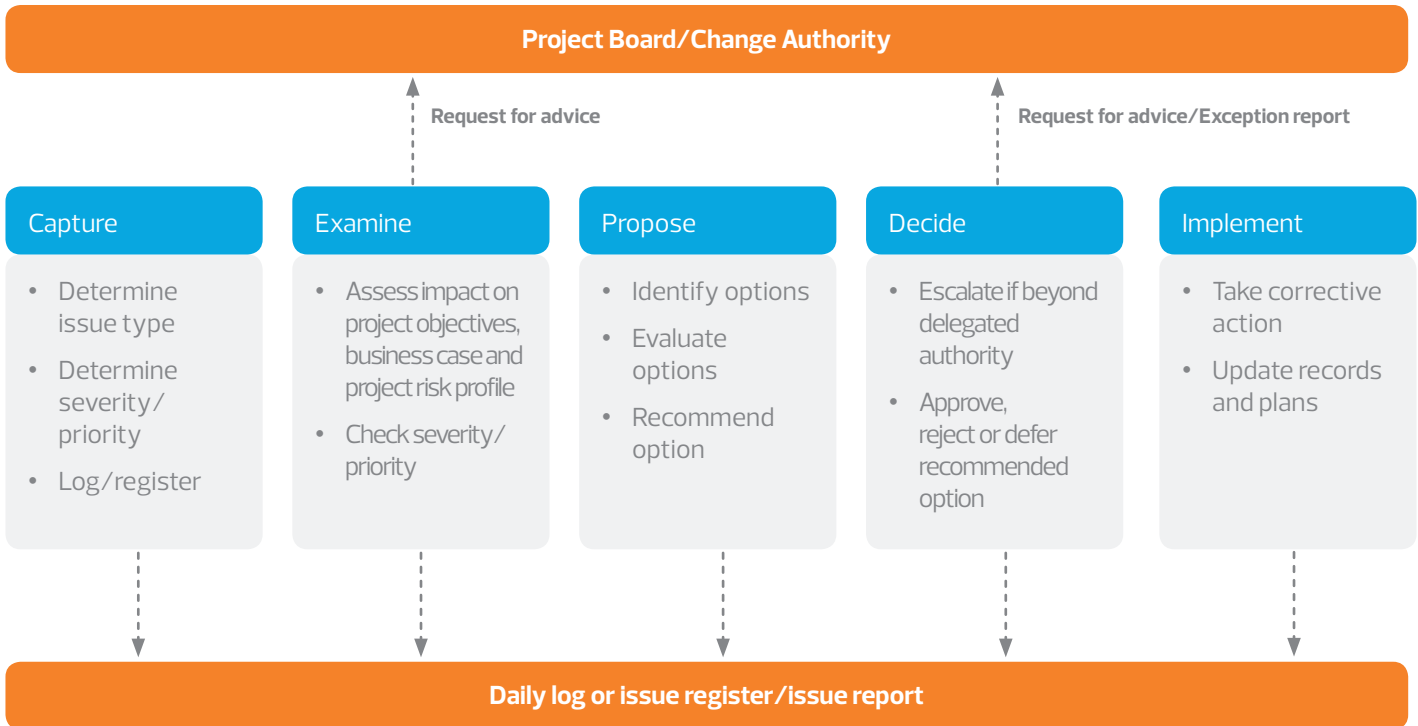 Project Board/Change Authority
Request for advice
Request for advice/Exception report
Capture
• Determine
issue type
• Determine
severity/
priority
• Log/register
Examine
• Assess impact on
project objectives,
business case and
project risk profile
• Check severity/
priority
Propose
• Identify options
• Evaluate
options
• Recommend
option
Decide
• Escalate if beyond
delegated
authority
• Approve,
reject or defer
recommended
option
Implement
• Take corrective
action
• Update records
and plans
Daily log or issue register/issue report